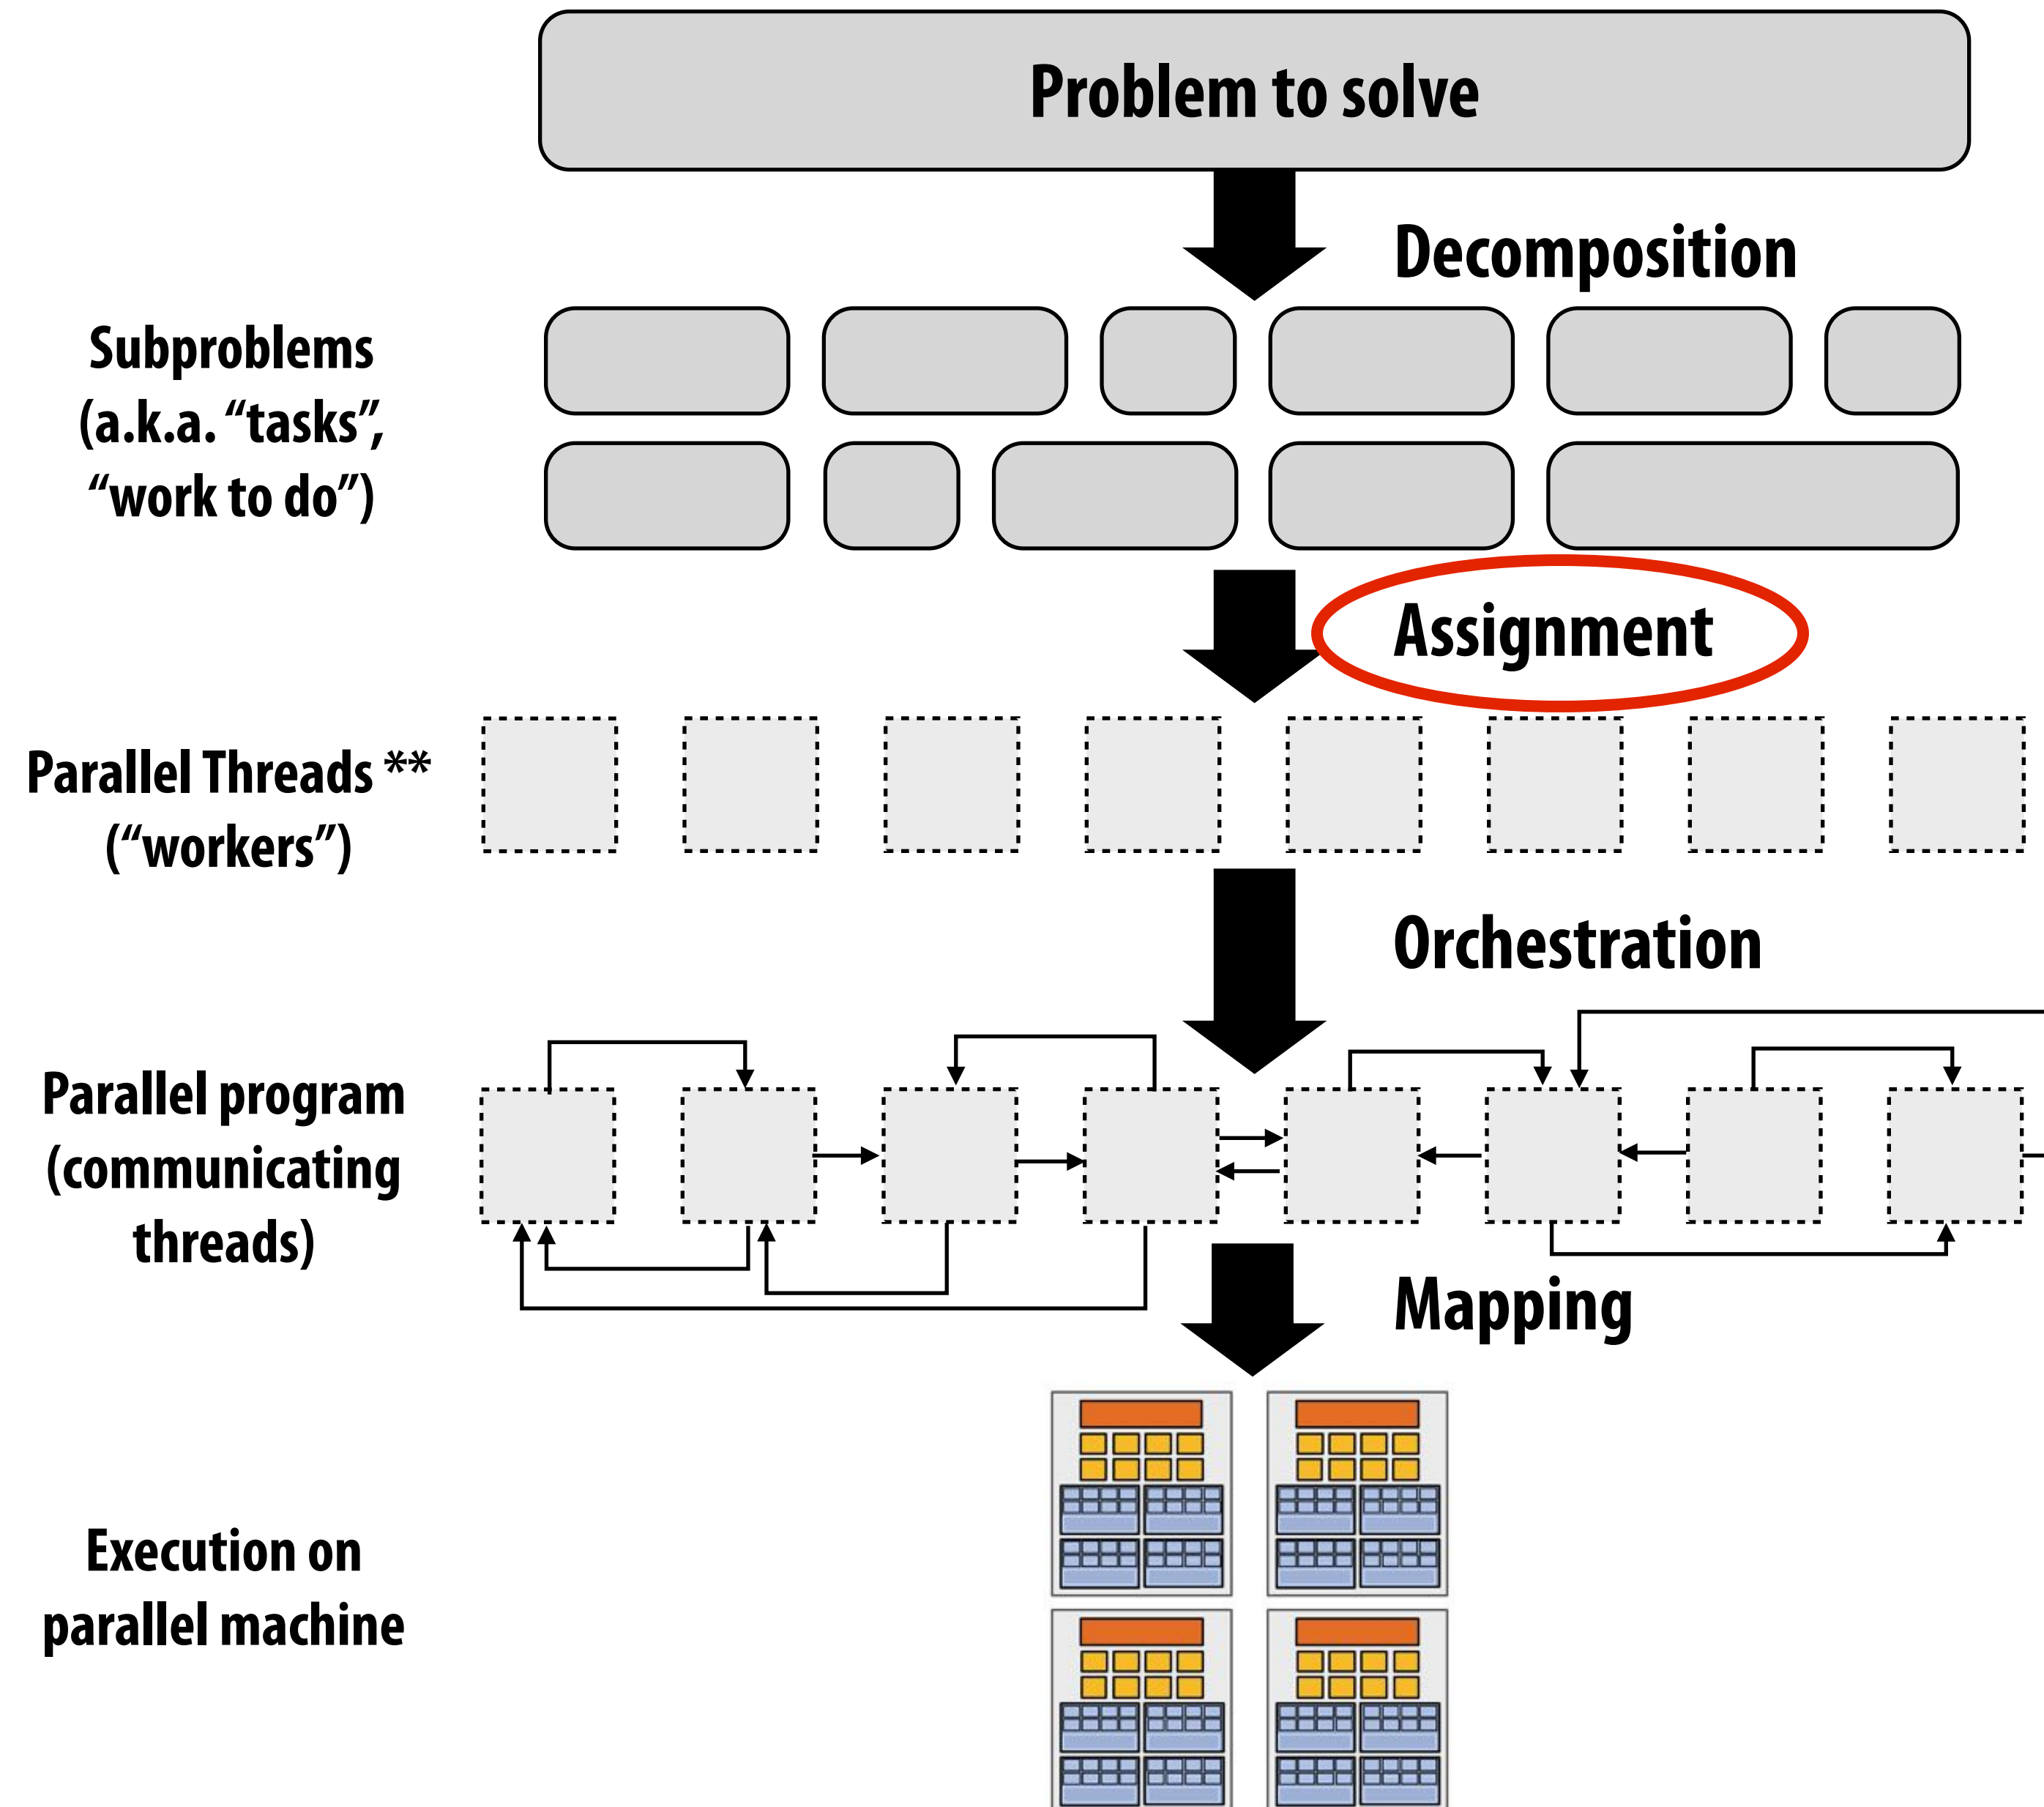 Problem to solve
Decomposition
Subproblems
(a.k.a. “tasks”,
“work to do”)
Assignment
Parallel Threads **
(“workers”)
Orchestration
Parallel program
(communicating
threads)
Mapping
Execution on
parallel machine